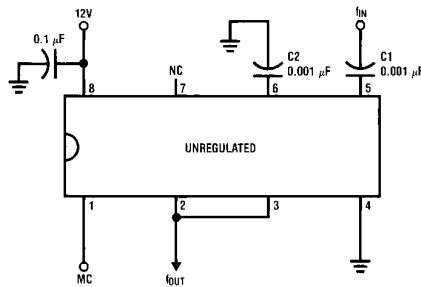 12V
fIN
0.1 µF
C2
0.001 µF
C1
0.001 µF
NC
8
7
6
5
UNREGULATED
1
2
3
4
MC
fOUT